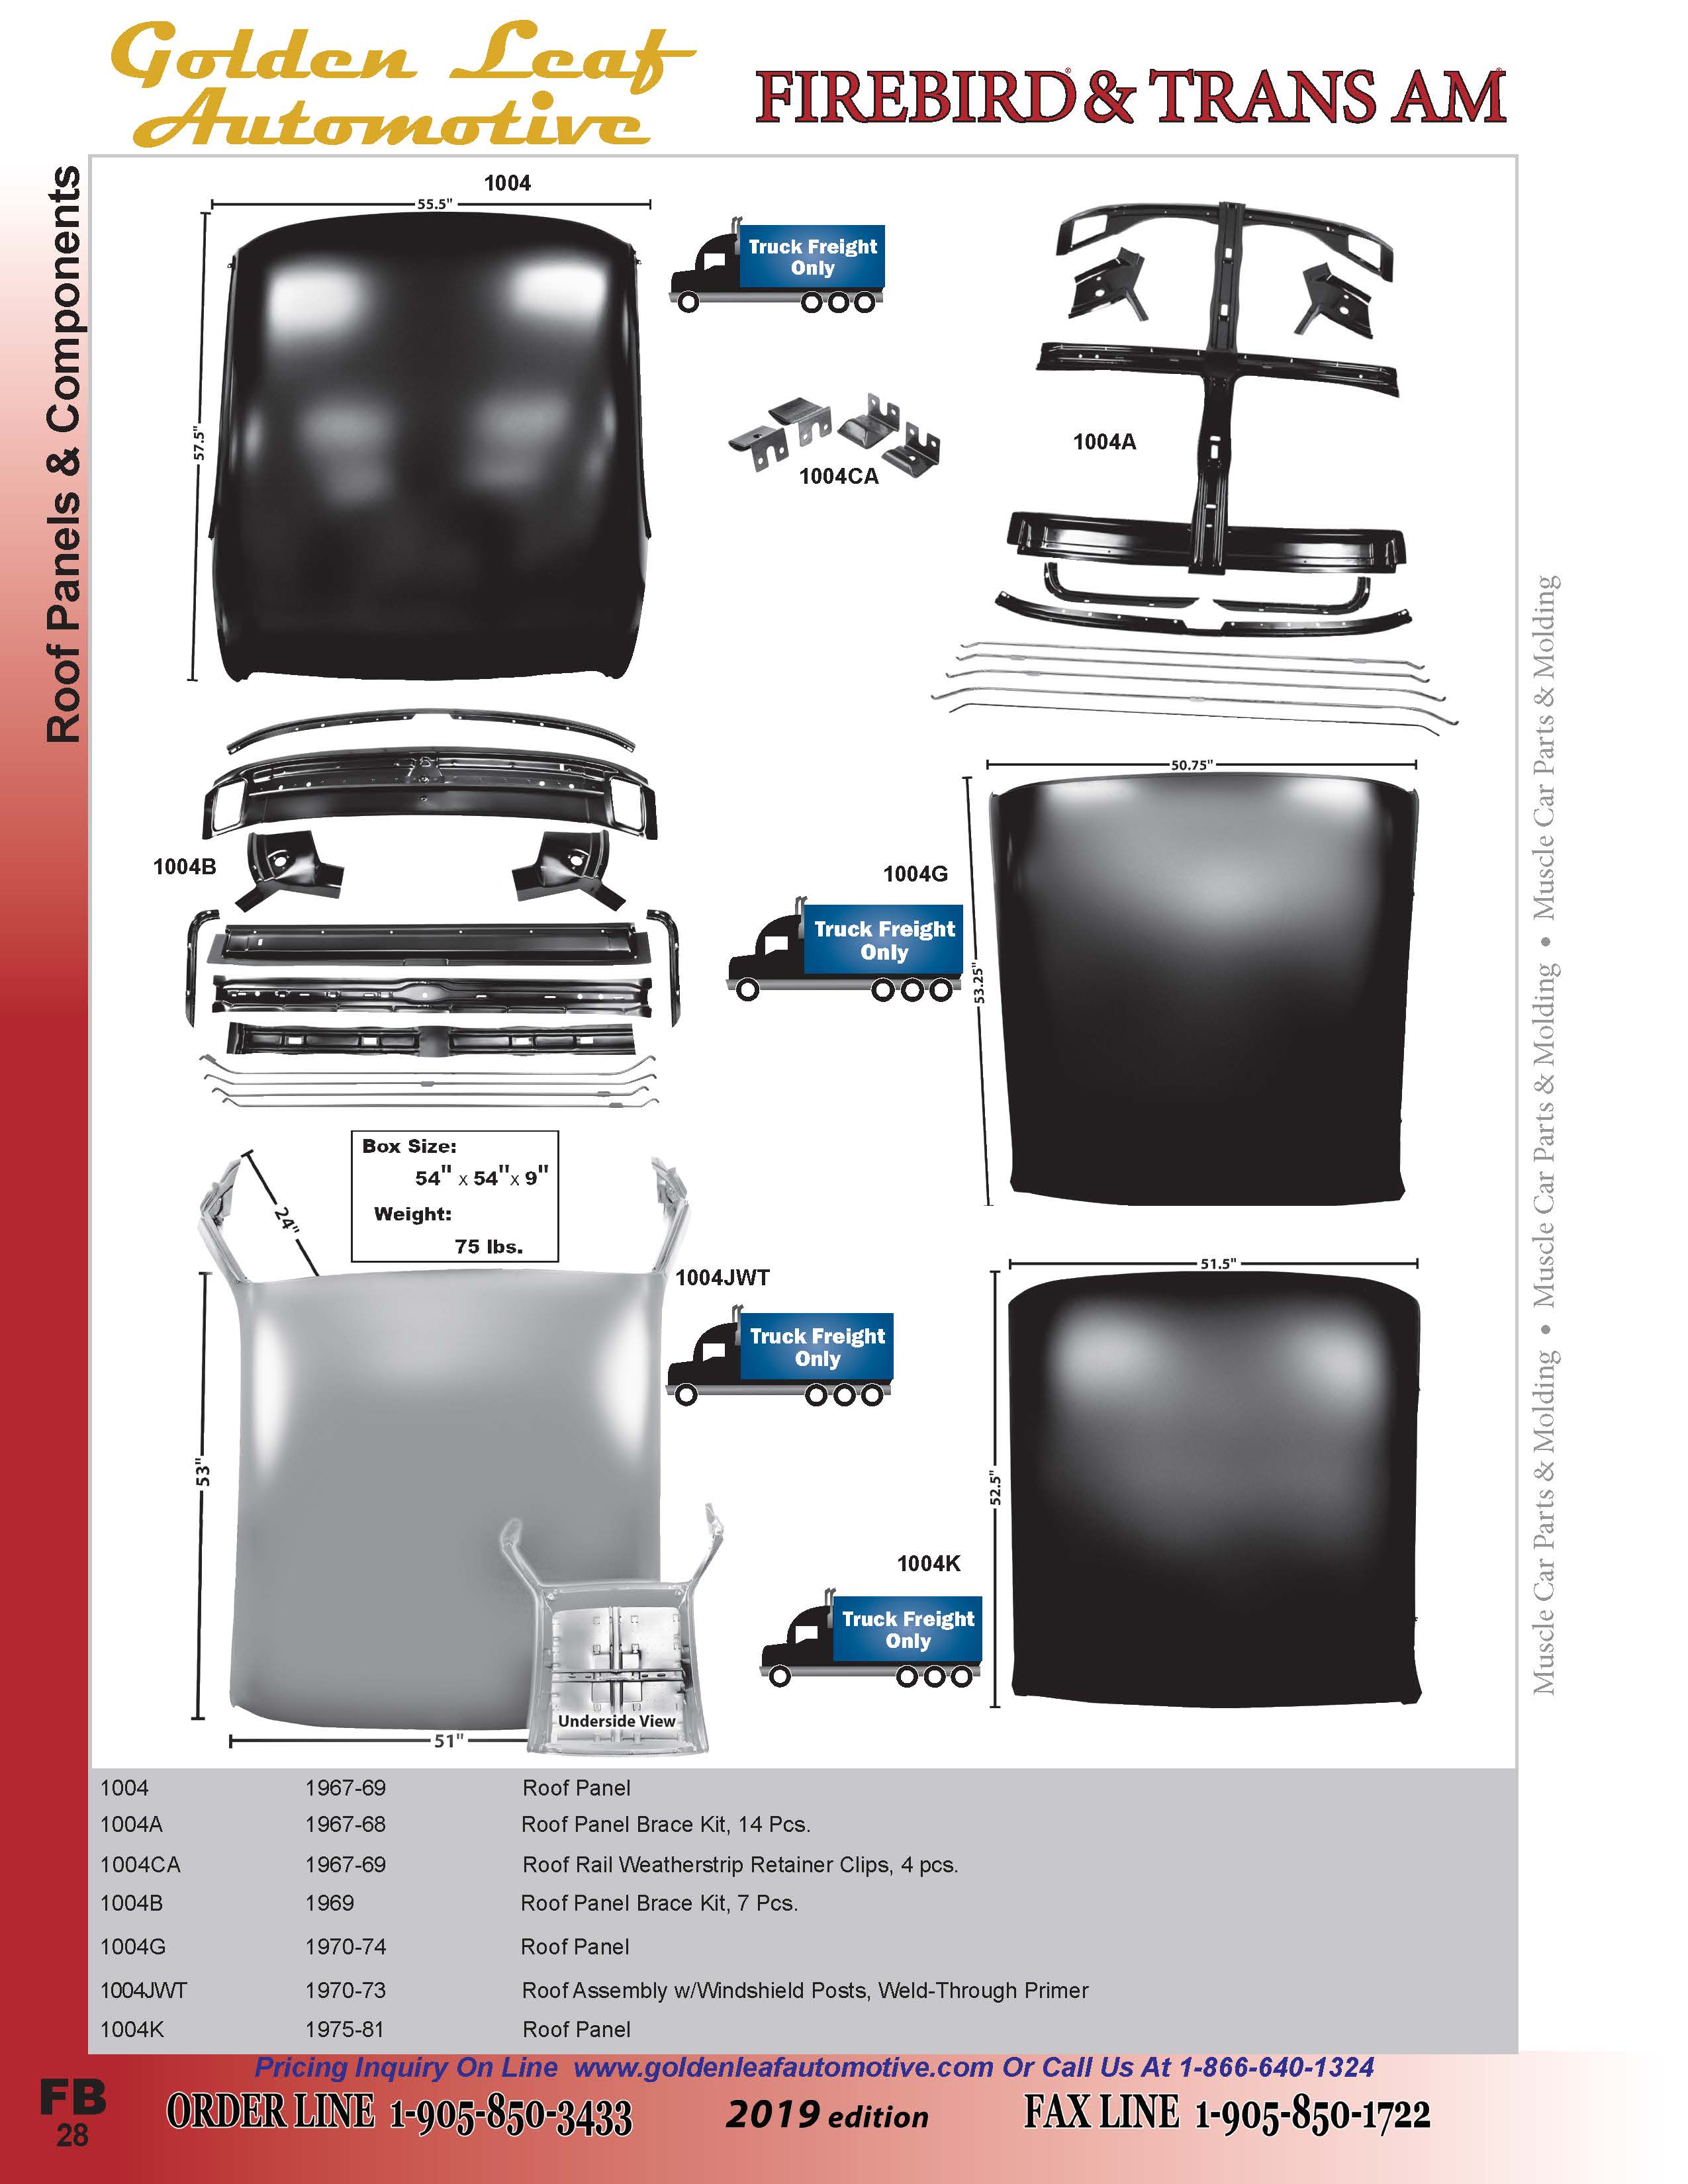 Golden Leaf
Automotive
FIREBIRD® & TRANS AM®
Roof Panels & Components
1004
55.5"
57.5"
Truck Freight
Only
1004CA
1004A
1004B
50.75"
1004G
Truck Freight
Only
53.25"
Box Size:
54" x 54" x 9"
Weight:
75 lbs.
24"
1004JWT
Truck Freight
Only
53"
51"
Underside View
51.5"
52.5"
1004K
Truck Freight
Only
Muscle Car Parts & Molding • Muscle Car Parts & Molding • Muscle Car Parts & Molding
1004 1967-69 Roof Panel
1004A 1967-68 Roof Panel Brace Kit, 14 Pcs.
1004CA 1967-69 Roof Rail Weatherstrip Retainer Clips, 4 pcs.
1004B 1969 Roof Panel Brace Kit, 7 Pcs.
1004G 1970-74 Roof Panel
1004JWT 1970-73 Roof Assembly w/Windshield Posts, Weld-Through Primer
1004K 1975-81 Roof Panel
Pricing Inquiry On Line www.goldenleafautomotive.com Or Call Us At 1-866-640-1324
FB
28
ORDER LINE 1-905-850-3433
2019 edition
FAX LINE 1-905-850-1722